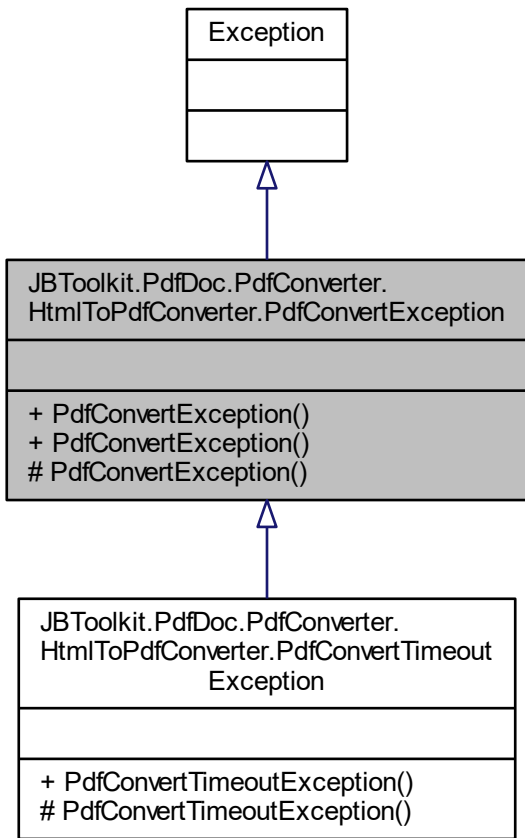 Exception
JBToolkit.PdfDoc.PdfConverter.
HtmlToPdfConverter.PdfConvertException
+ PdfConvertException()
+ PdfConvertException()
# PdfConvertException()
JBToolkit.PdfDoc.PdfConverter.
HtmlToPdfConverter.PdfConvertTimeout
Exception
+ PdfConvertTimeoutException()
# PdfConvertTimeoutException()